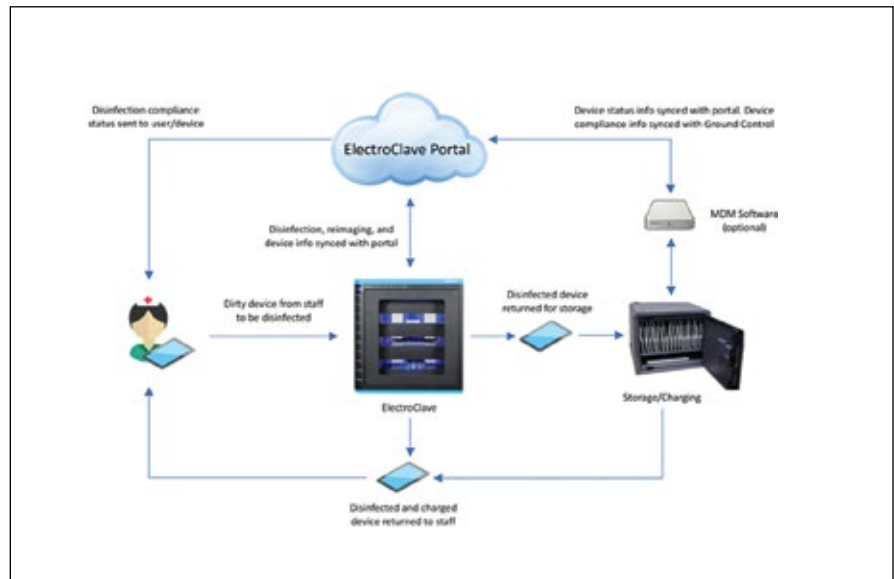 Disinfection compliance
status sent to user/device
ElectroClave Portal
Device status info synced with portal. Device
compliance info synced with Ground Control
MDM Software
(optional)
Disinfection, reimaging, and
device info synced with portal
Dirty device from staff
to be disinfected
Disinfected device
returned for storage
ElectroClave
Storage/Charging
Disinfected and charged
device returned to staff